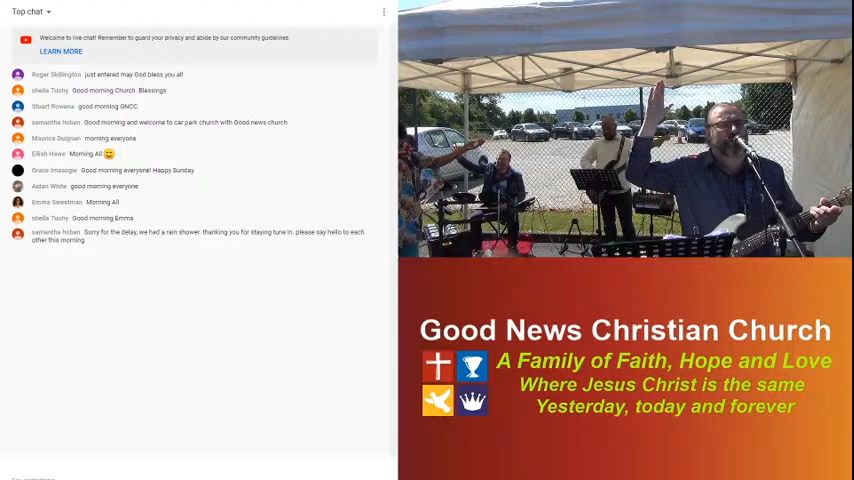 Top chat
Welcome to live chat! Remember to guard your privacy and abide by our community guidelines.
LEARN MORE
Roger Skillington just entered may God bless you all
sheila Tushy Good morning Church. Blessings
Stuart Rowena good morning GNCC
samantha hoban Good morning and welcome to car park church with Good news church.
Maurice Duignan morning everyone
Eilish Hawe Morning All 😊
Grace Imasogie Good morning everyone! Happy Sunday.
Aidan White good morning everyone
Emma Sweetman Morning All
sheila Tushy Good morning Emma
samantha hoban Sorry for the delay, we had a rain shower. thanking you for staying tune in. please say hello to each
other this morning
Good News Christian Church
A Family of Faith, Hope and Love
Where Jesus Christ is the same
Yesterday, today and forever